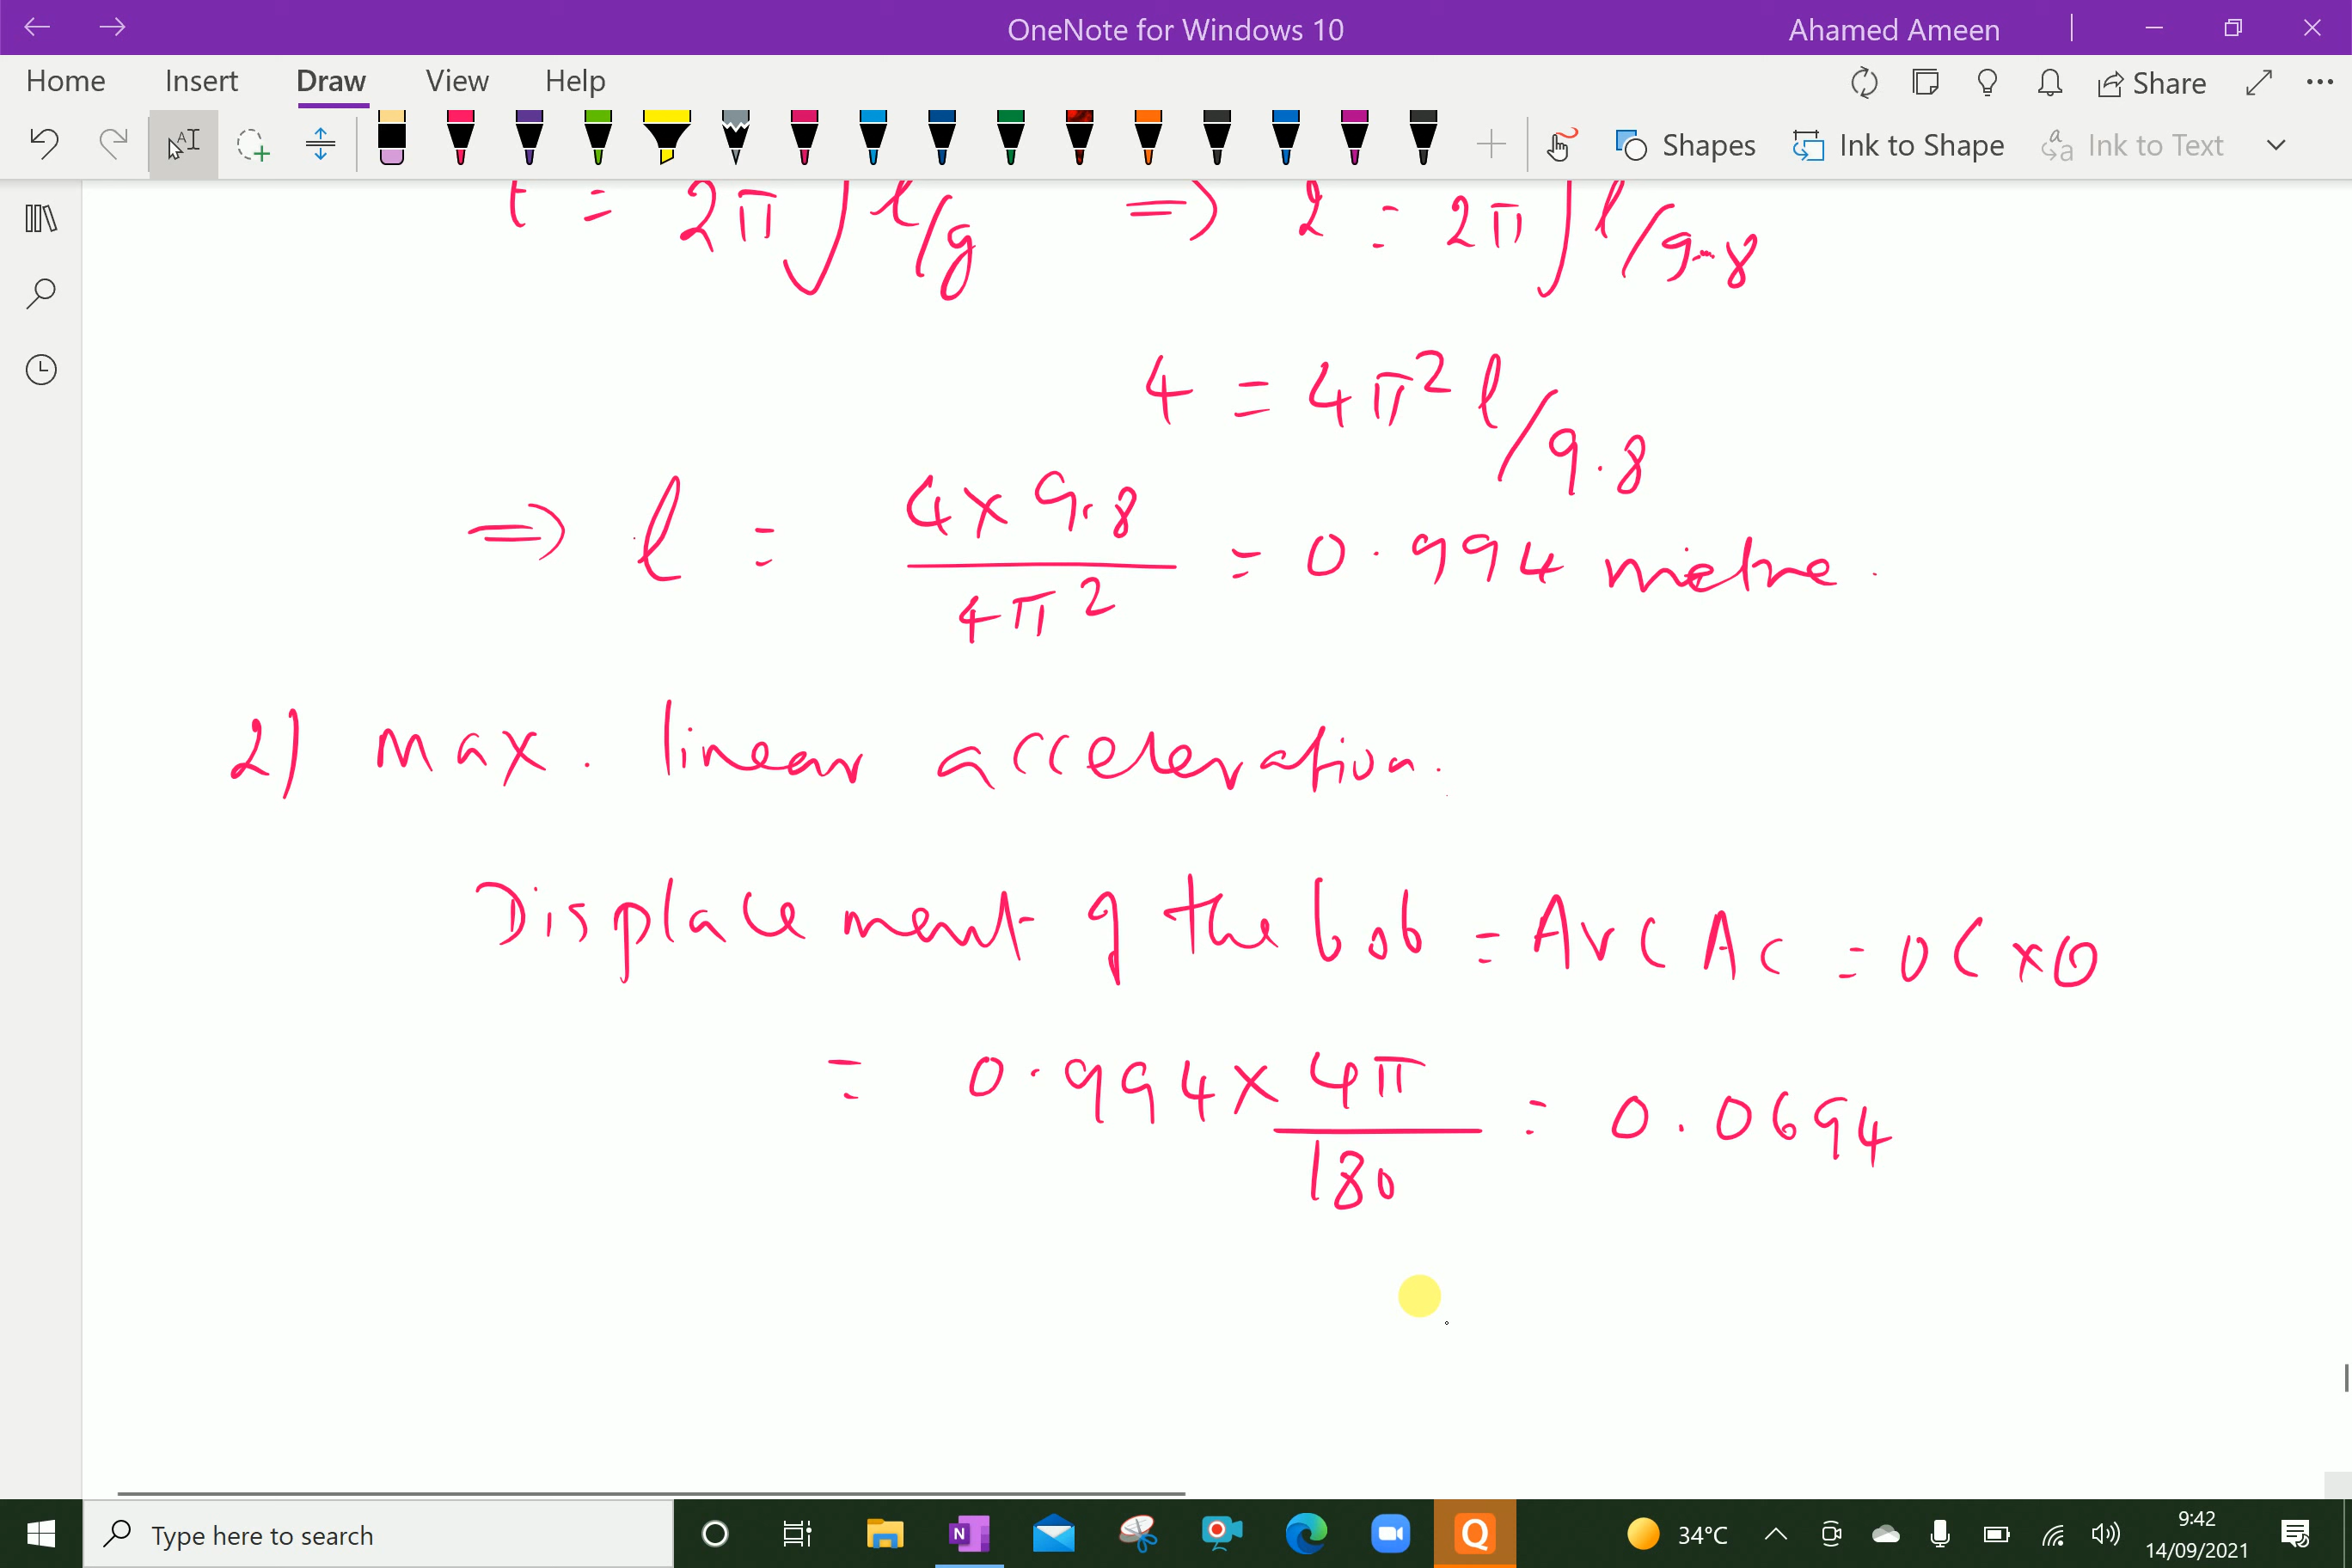 OneNote for Windows 10
Ahamed Ameen
Home Insert Draw View Help
Share
Shapes Ink to Shape Ink to Text
t = 2π√l/g ⇒ 2 = 2π√l/9.8
4 = 4π² l/9.8
⇒ l = 4×9.8/4π² = 0.994 metre.
2) Max. linear acceleration.
Displacement of the bob = Arc AC = OC × θ
= 0.994 × 4π/180 = 0.0694
Type here to search
34°C
9:42
14/09/2021